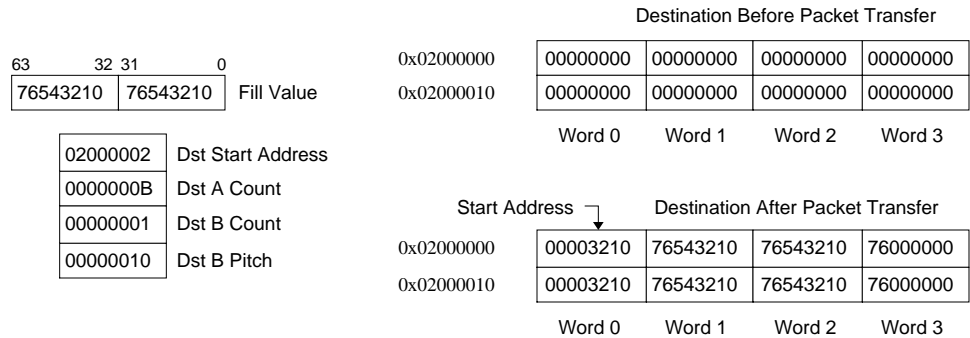 Destination Before Packet Transfer
63 32 31 0
76543210 76543210 Fill Value
0x02000000 00000000 00000000 00000000 00000000
0x02000010 00000000 00000000 00000000 00000000
Word 0 Word 1 Word 2 Word 3
02000002 Dst Start Address
0000000B Dst A Count
00000001 Dst B Count
00000010 Dst B Pitch
Start Address Destination After Packet Transfer
0x02000000 00003210 76543210 76543210 76000000
0x02000010 00003210 76543210 76543210 76000000
Word 0 Word 1 Word 2 Word 3